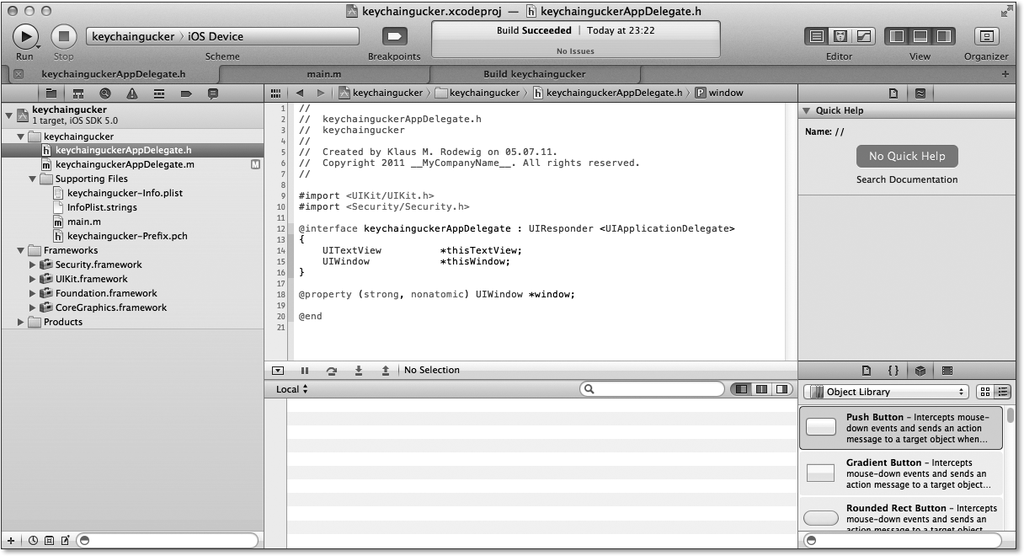 keychaingucker.xcodeproj — keychainguckerAppDelegate.h
Run
Stop
keychaingucker › iOS Device
Scheme
Breakpoints
Build Succeeded | Today at 23:22
No Issues
Editor
View
Organizer
keychainguckerAppDelegate.h
main.m
Build keychaingucker
+
keychaingucker
1 target, iOS SDK 5.0
keychaingucker
h keychainguckerAppDelegate.h
m keychainguckerAppDelegate.m M
Supporting Files
keychaingucker-Info.plist
InfoPlist.strings
m main.m
h keychaingucker-Prefix.pch
Frameworks
Security.framework
UIKit.framework
Foundation.framework
CoreGraphics.framework
Products
keychaingucker › keychaingucker › h keychainguckerAppDelegate.h › P window
1 //
2 //  keychainguckerAppDelegate.h
3 //  keychaingucker
4 //
5 //  Created by Klaus M. Rodewig on 05.07.11.
6 //  Copyright 2011 __MyCompanyName__. All rights reserved.
7 //
8
9 #import <UIKit/UIKit.h>
10 #import <Security/Security.h>
11
12 @interface keychainguckerAppDelegate : UIResponder <UIApplicationDelegate>
13 {
14     UITextView          *thisTextView;
15     UIWindow            *thisWindow;
16 }
17
18 @property (strong, nonatomic) UIWindow *window;
19
20 @end
21
No Selection
Local
Quick Help
Name: //
No Quick Help
Search Documentation
{}
Object Library
Push Button – Intercepts mouse-
down events and sends an action
message to a target object when...
Gradient Button – Intercepts
mouse-down events and sends an
action message to a target object...
Rounded Rect Button – Intercepts
mouse-down events and sends an
action message to a target object...
+